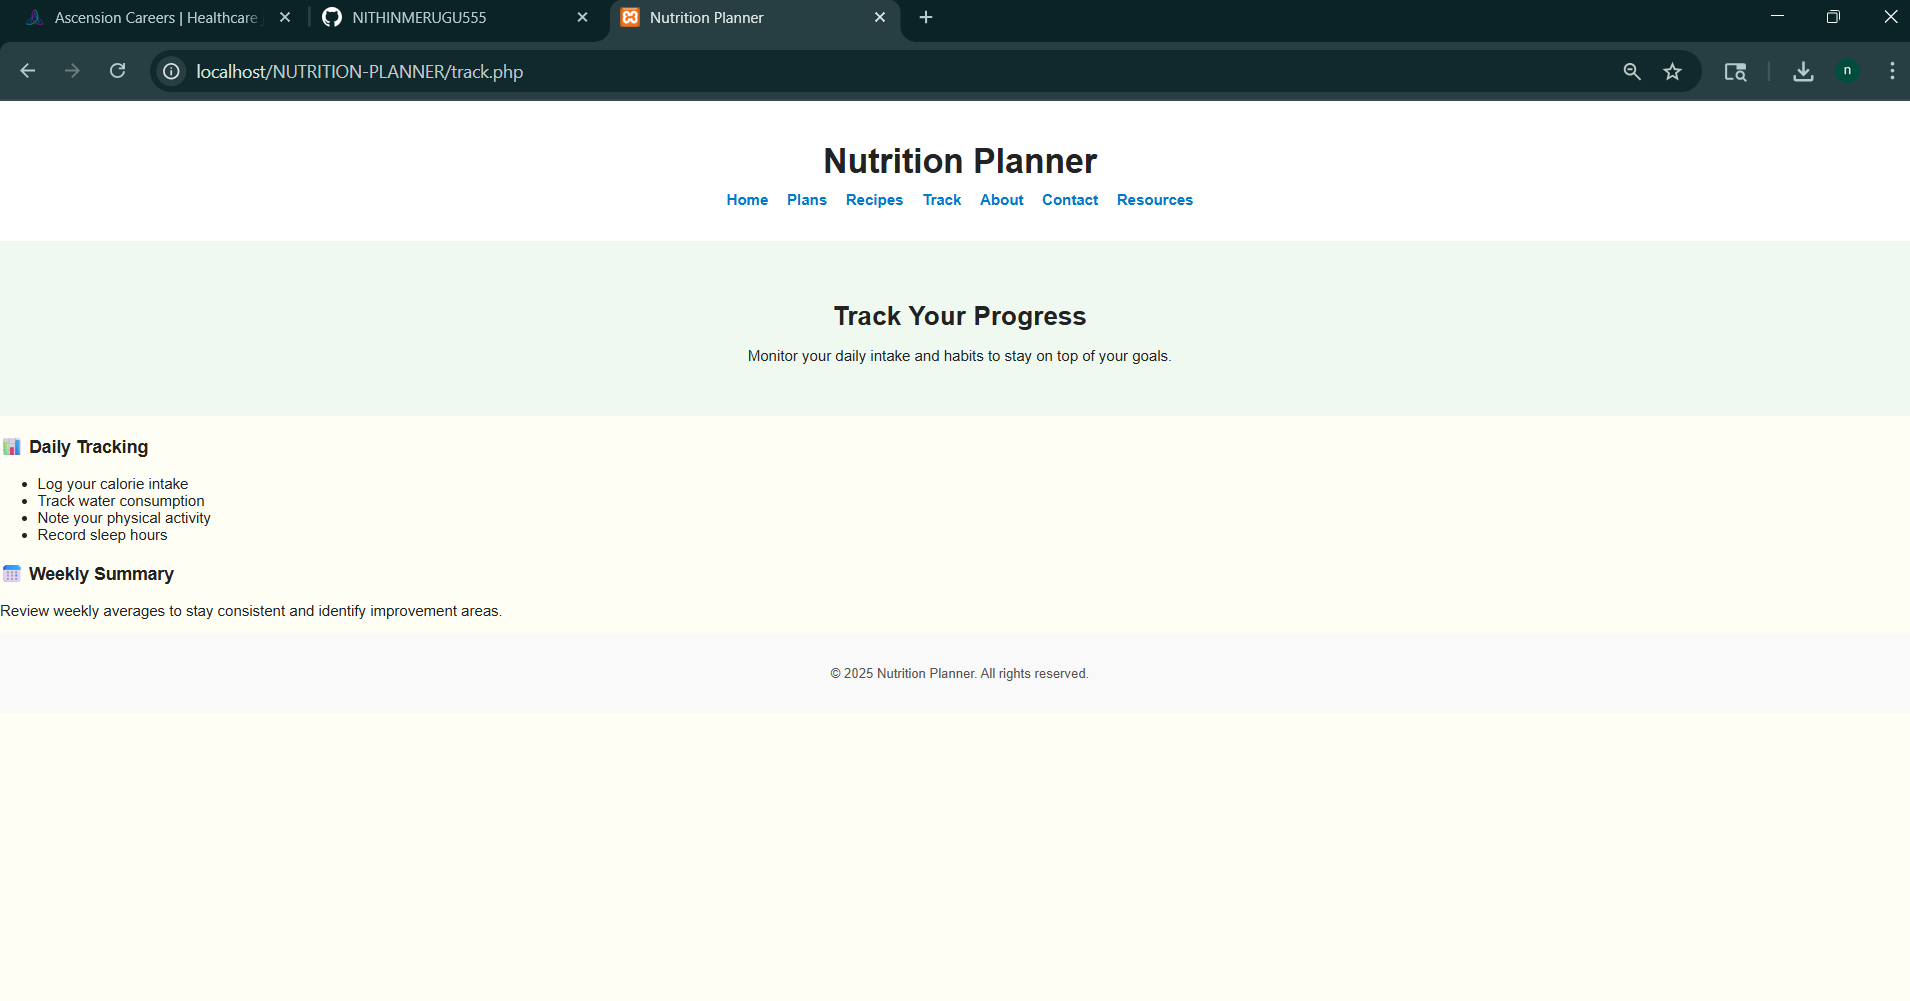 Ascension Careers | Healthcare
NITHINMERUGU555
Nutrition Planner
localhost/NUTRITION-PLANNER/track.php
n
Nutrition Planner
Home Plans Recipes Track About Contact Resources
Track Your Progress
Monitor your daily intake and habits to stay on top of your goals.
Daily Tracking
• Log your calorie intake
• Track water consumption
• Note your physical activity
• Record sleep hours
Weekly Summary
Review weekly averages to stay consistent and identify improvement areas.
© 2025 Nutrition Planner. All rights reserved.